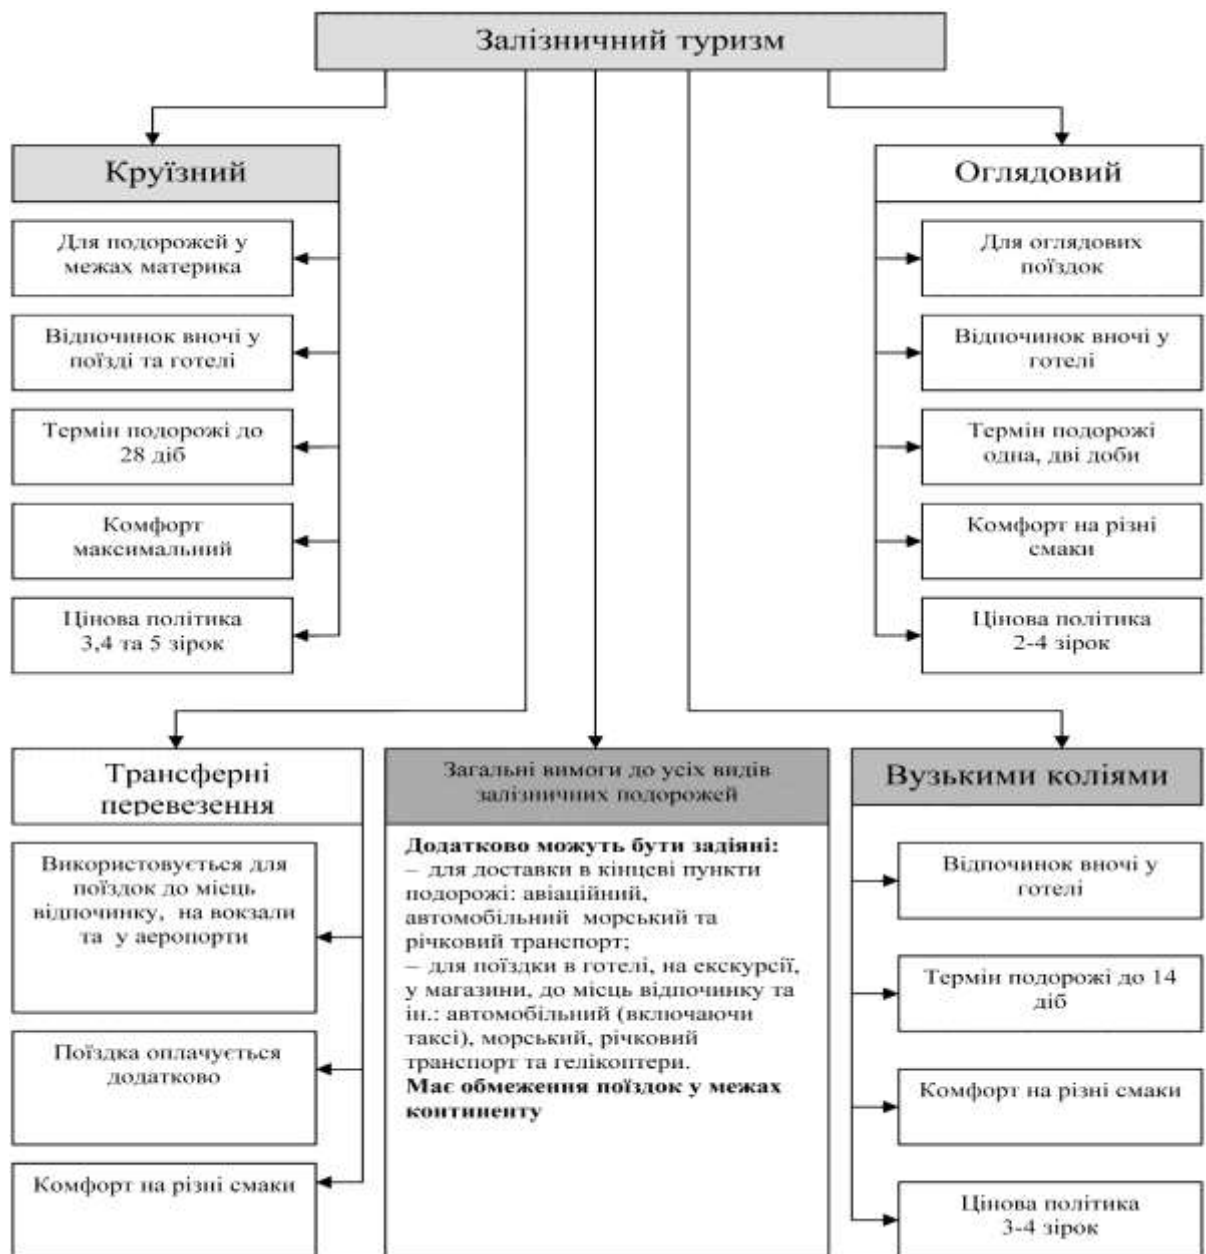 Залізничний туризм
Круїзний
Для подорожей у
межах материка
Відпочинок вночі у
поїзді та готелі
Термін подорожі до
28 діб
Комфорт
максимальний
Цінова політика
3,4 та 5 зірок
Оглядовий
Для оглядових
поїздок
Відпочинок вночі у
готелі
Термін подорожі
одна, дві доби
Комфорт на різні
смаки
Цінова політика
2-4 зірок
Трансферні
перевезення
Використовується для
поїздок до місць
відпочинку, на вокзали
та у аеропорти
Поїздка оплачується
додатково
Комфорт на різні смаки
Загальні вимоги до усіх видів
залізничних подорожей
Додатково можуть бути задіяні:
– для доставки в кінцеві пункти
подорожі: авіаційний,
автомобільний морський та
річковий транспорт;
– для поїздки в готелі, на екскурсії,
у магазини, до місць відпочинку та
ін.: автомобільний (включаючи
таксі), морський, річковий
транспорт та гелікоптери.
Має обмеження поїздок у межах
континенту
Вузькими коліями
Відпочинок вночі у
готелі
Термін подорожі до 14
діб
Комфорт на різні смаки
Цінова політика
3-4 зірок